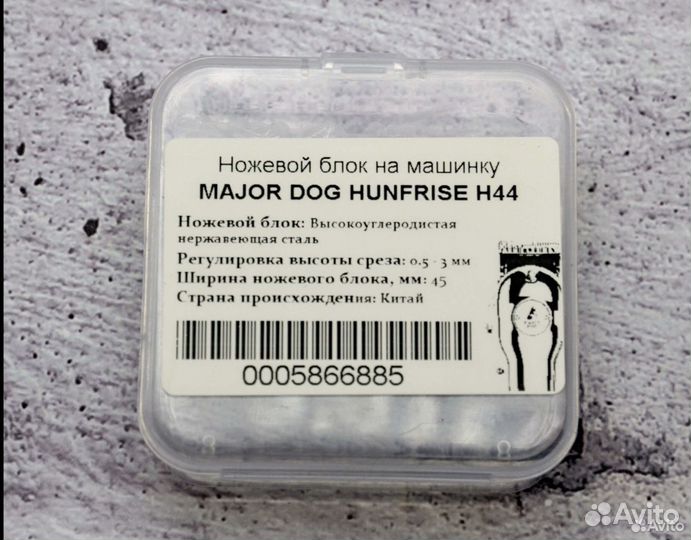 Ножевой блок на машинку
MAJOR DOG HUNFRISE H44
Ножевой блок: Высокоуглеродистая
нержавеющая сталь
Регулировка высоты среза: 0.5 - 3 мм
Ширина ножевого блока, мм: 45
Страна происхождения: Китай
0005866885
Avito
Avito